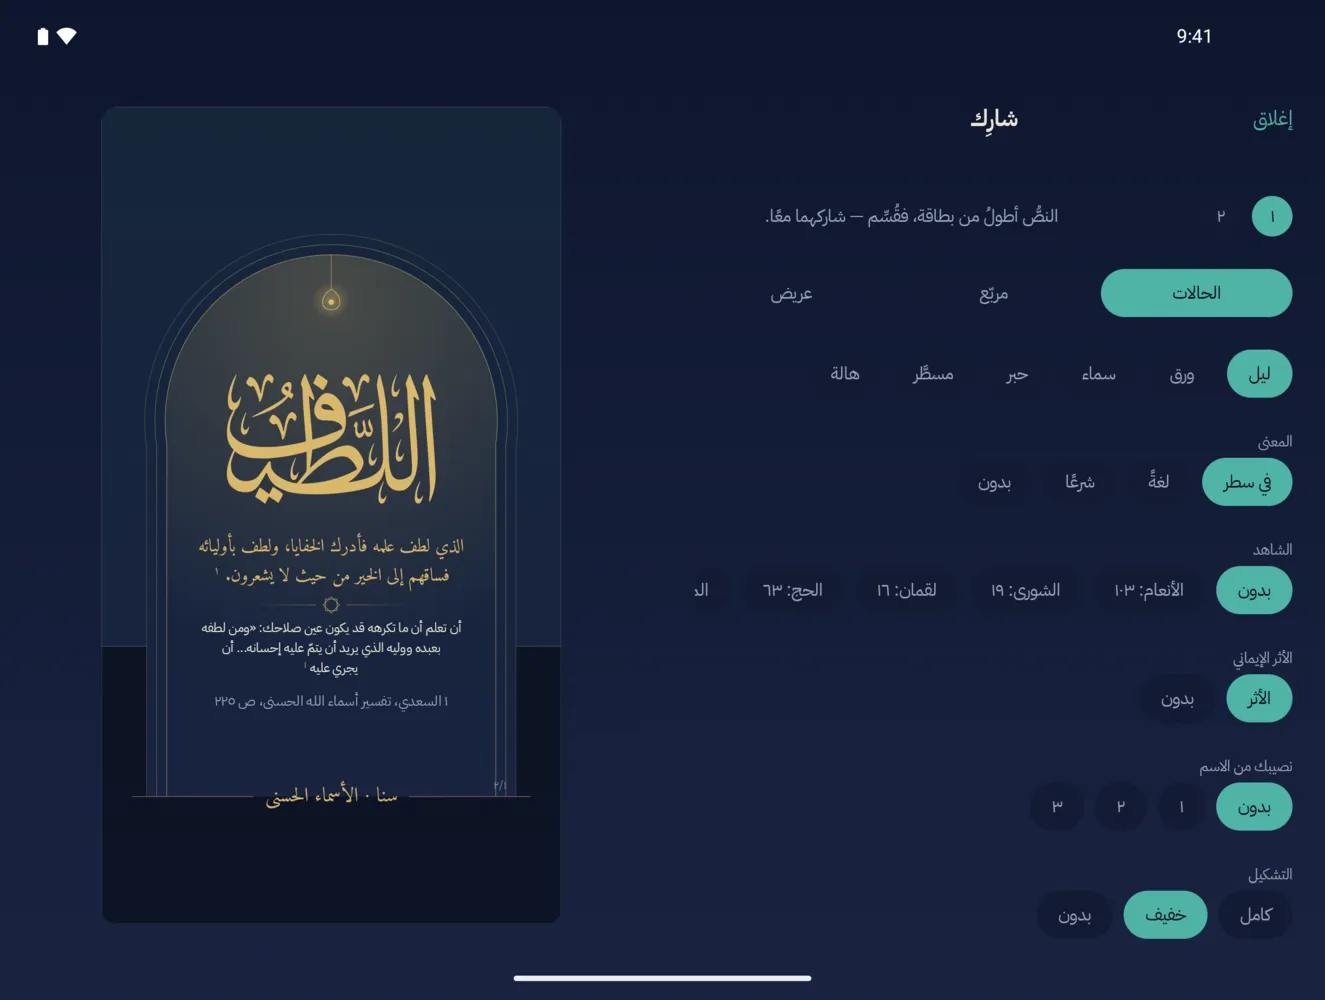 9:41
إغلاق
شارِك
١
٢
النصُّ أطولُ من بطاقة، فقُسِّم — شاركهما معًا.
الحالات
مربّع
عريض
ليل
ورق
سماء
حبر
مسطَّر
هالة
المعنى
في سطر
لغةً
شرعًا
بدون
الشاهد
بدون
الأنعام: ١٠٣
الشورى: ١٩
لقمان: ١٦
الحج: ٦٣
الأثر الإيماني
الأثر
بدون
نصيبك من الاسم
بدون
١
٢
٣
التشكيل
كامل
خفيف
بدون
اللَّطِيفُ
الذي لطف علمه فأدرك الخفايا، ولطف بأوليائه
فساقهم إلى الخير من حيث لا يشعرون. ١
أن تعلم أن ما تكرهه قد يكون عين صلاحك: «ومن لطفه
بعبده ووليه الذي يريد أن يتمّ عليه إحسانه... أن
يجري عليه ١
١ السعدي، تفسير أسماء الله الحسنى، ص ٢٢٥
٢/١
سنا · الأسماء الحسنى